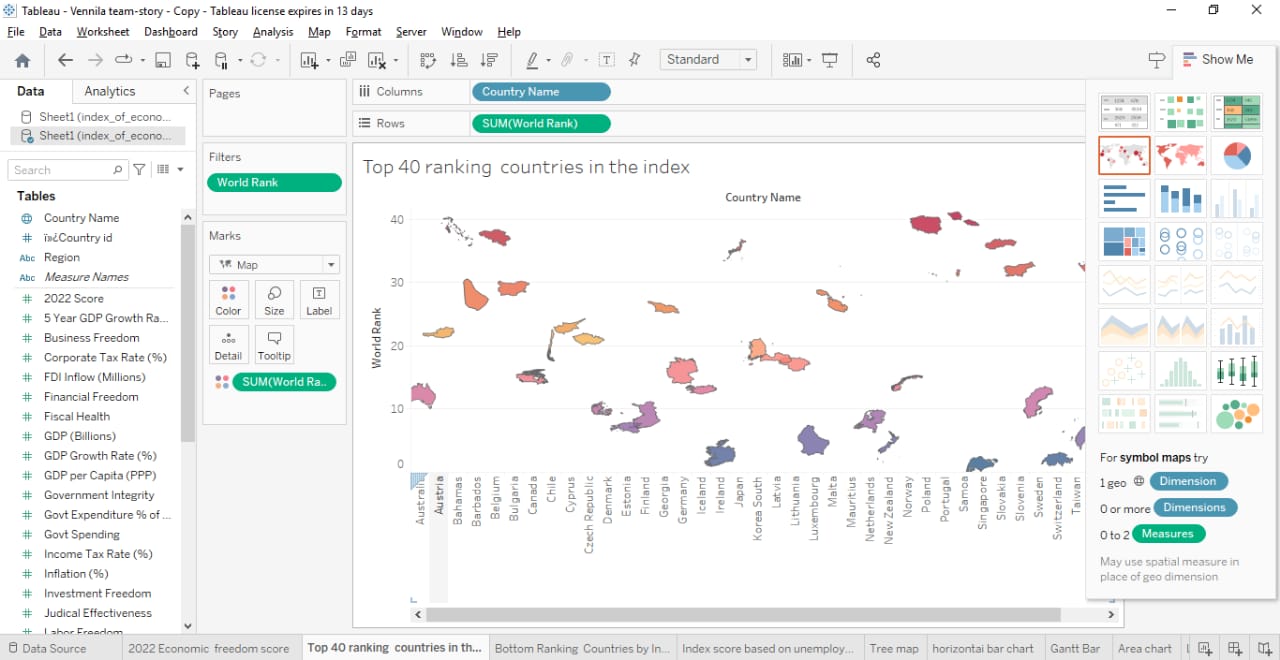 Tableau - Vennila team-story - Copy - Tableau license expires in 13 days
File Data Worksheet Dashboard Story Analysis Map Format Server Window Help
Standard
Show Me
Data Analytics
Sheet1 (index_of_econo...
Sheet1 (index_of_econo...
Search
Tables
Country Name
ï»¿Country id
Region
Abc
Measure Names
Abc
2022 Score
5 Year GDP Growth Ra...
Business Freedom
Corporate Tax Rate (%)
FDI Inflow (Millions)
Financial Freedom
Fiscal Health
GDP (Billions)
GDP Growth Rate (%)
GDP per Capita (PPP)
Government Integrity
Govt Expenditure % of ...
Govt Spending
Income Tax Rate (%)
Inflation (%)
Investment Freedom
Judical Effectiveness
Labor Freedom
Pages
Filters
World Rank
Marks
Map
Color Size Label
Detail Tooltip
SUM(World Ra..
Columns
Country Name
Rows
SUM(World Rank)
Top 40 ranking countries in the index
Country Name
World Rank
40
30
20
10
0
Australia
Austria
Bahamas
Barbados
Belgium
Bulgaria
Canada
Chile
Cyprus
Czech Republic
Denmark
Estonia
Finland
Georgia
Germany
Iceland
Ireland
Japan
Korea South
Latvia
Lithuania
Luxembourg
Malta
Mauritius
Netherlands
New Zealand
Norway
Poland
Portugal
Samoa
Singapore
Slovakia
Slovenia
Sweden
Switzerland
Taiwan
For symbol maps try
1 geo Dimension
0 or more Dimensions
0 to 2 Measures
May use spatial measure in
place of geo dimension
Data Source
2022 Economic freedom score
Top 40 ranking countries in th...
Bottom Ranking Countries by In...
Index score based on unemploy...
Tree map
horizontai bar chart
Gantt Bar
Area chart